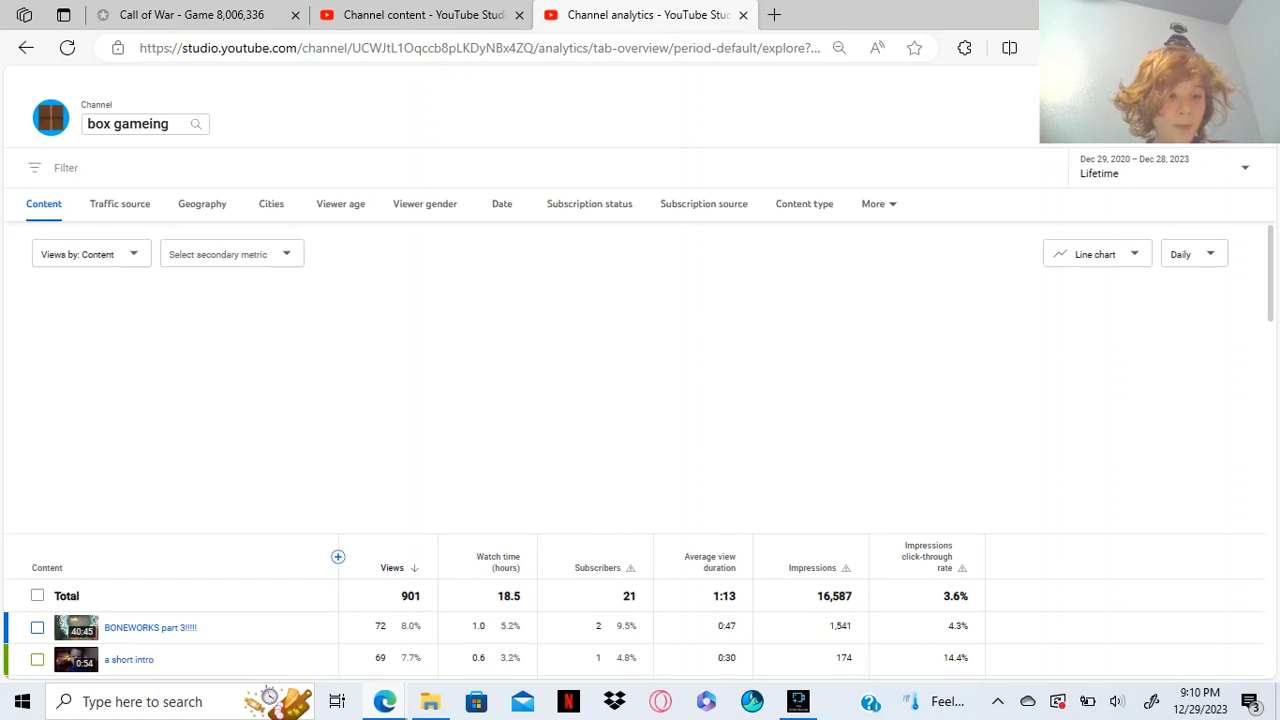 Call of War - Game 8,006,336
Channel content - YouTube Studi
Channel analytics - YouTube Stud
https://studio.youtube.com/channel/UCWJtL1Oqccb8pLKDyNBx4ZQ/analytics/tab-overview/period-default/explore?...
Channel
box gameing
Filter
Dec 29, 2020 – Dec 28, 2023
Lifetime
Content Traffic source Geography Cities Viewer age Viewer gender Date Subscription status Subscription source Content type More
Views by: Content Select secondary metric Line chart Daily
Content Views Watch time (hours) Subscribers Average view duration Impressions Impressions click-through rate
Total 901 18.5 21 1:13 16,587 3.6%
40:45 BONEWORKS part 3!!!!! 72 8.0% 1.0 5.2% 2 9.5% 0:47 1,541 4.3%
0:54 a short intro 69 7.7% 0.6 3.2% 1 4.8% 0:30 174 14.4%
Type here to search Feel... 9:10 PM
12/29/2023 3